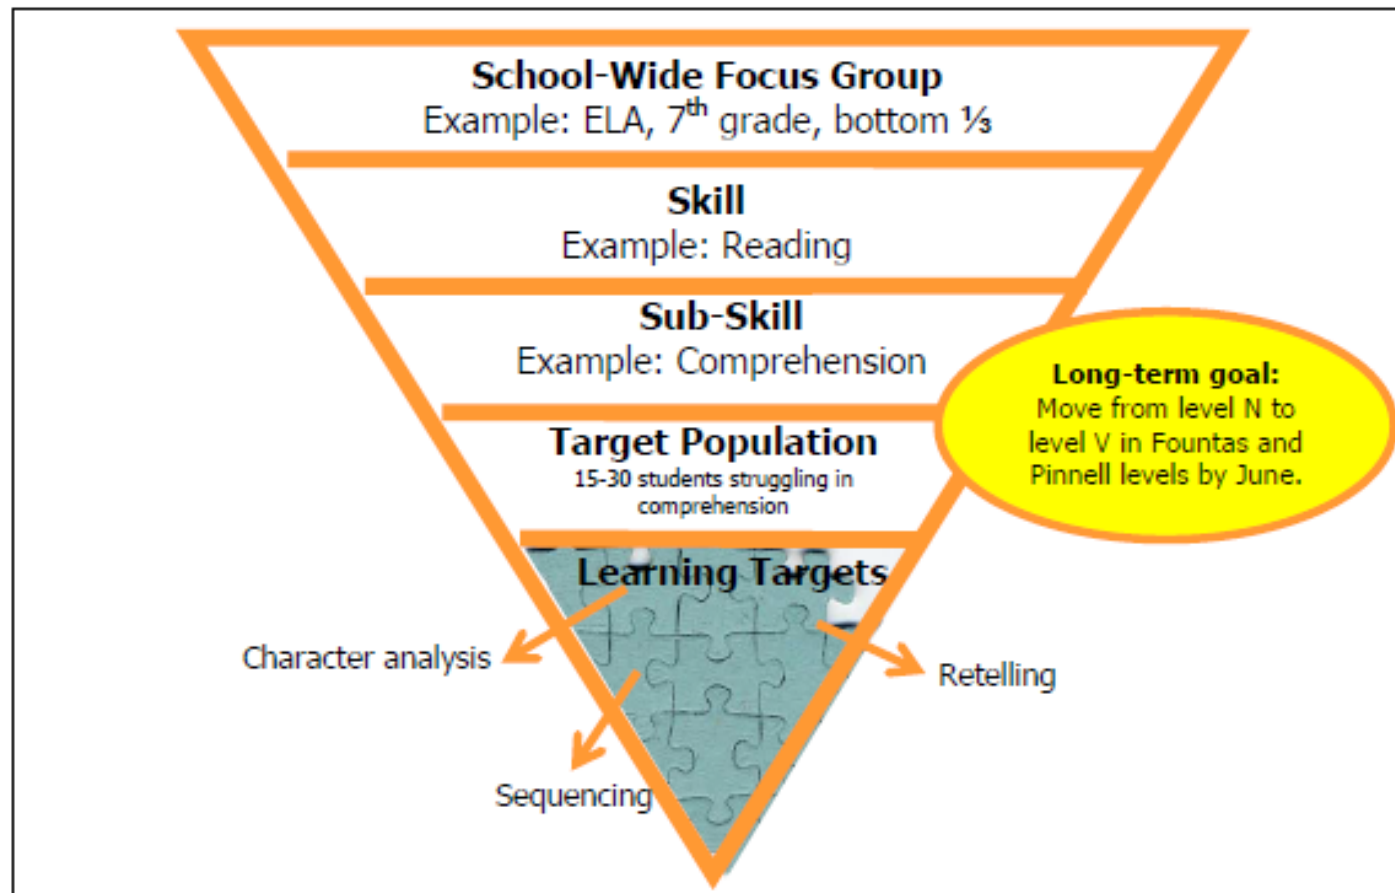 School-Wide Focus Group
Example: ELA, 7th grade, bottom ⅓
Skill
Example: Reading
Sub-Skill
Example: Comprehension
Long-term goal:
Move from level N to
level V in Fountas and
Pinnell levels by June.
Target Population
15-30 students struggling in
comprehension
Learning Targets
Character analysis
Retelling
Sequencing